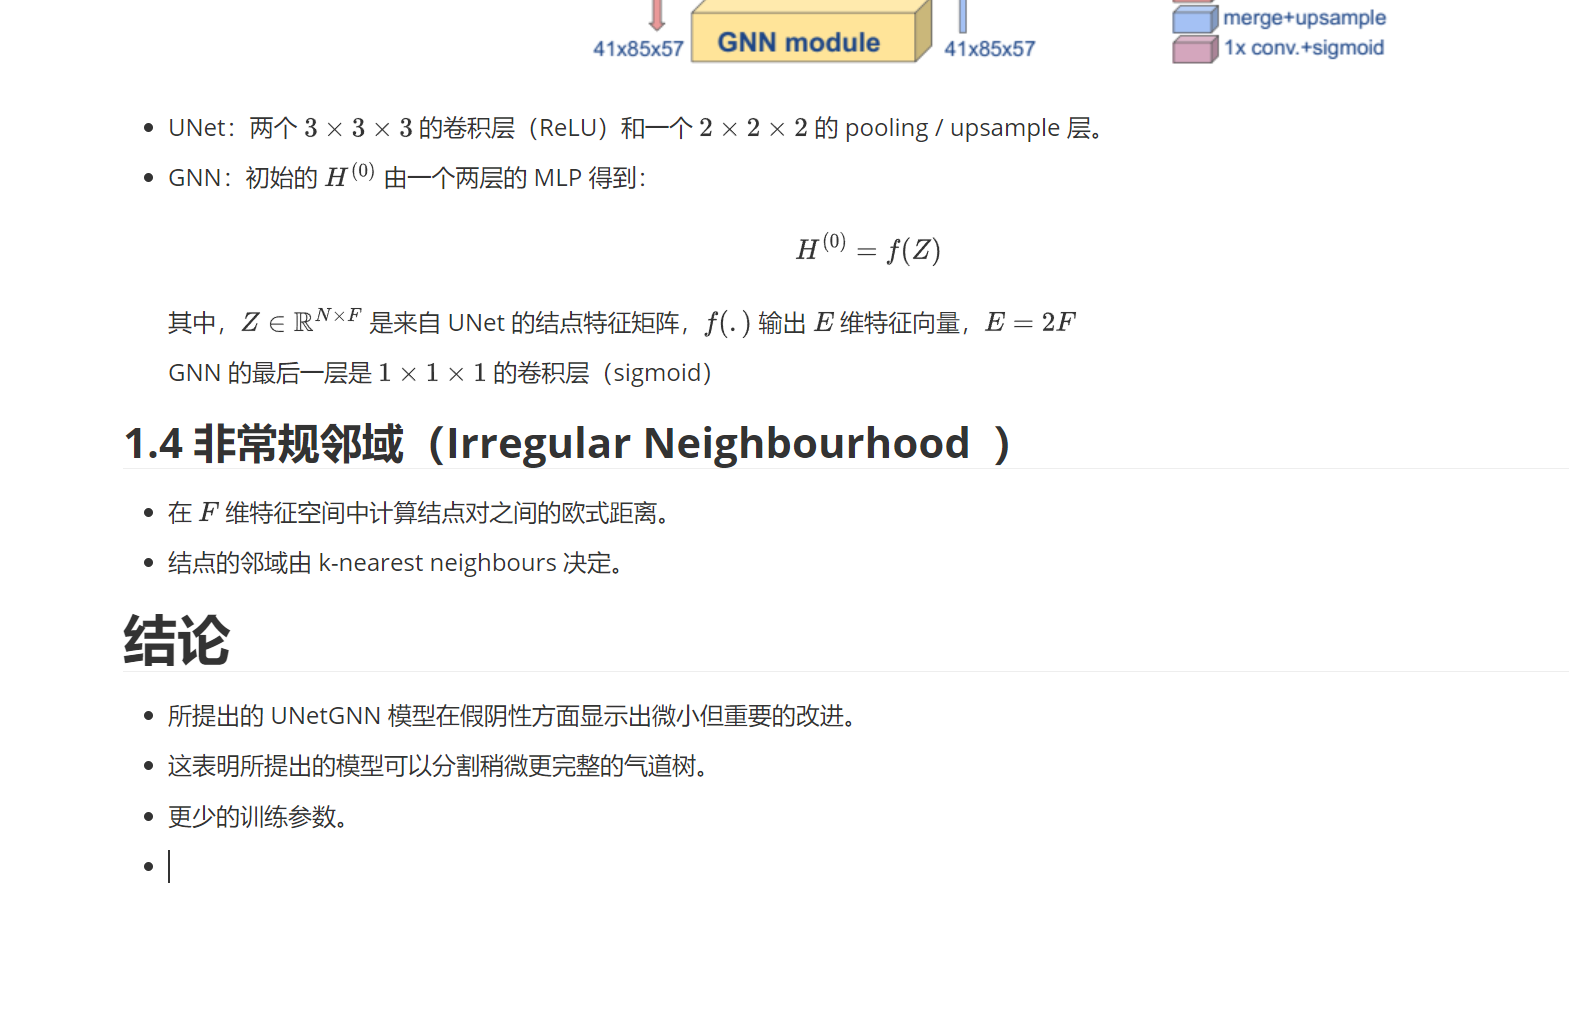 merge+upsample
41x85x57 GNN module 41x85x57 1x conv.+sigmoid
UNet：两个 3 × 3 × 3 的卷积层（ReLU）和一个 2 × 2 × 2 的 pooling / upsample 层。
GNN：初始的 H^{(0)} 由一个两层的 MLP 得到：
H^{(0)} = f(Z)
其中，Z ∈ ℝ^{N×F} 是来自 UNet 的结点特征矩阵，f(.) 输出 E 维特征向量，E = 2F
GNN 的最后一层是 1 × 1 × 1 的卷积层（sigmoid）
1.4 非常规邻域（Irregular Neighbourhood ）
在 F 维特征空间中计算结点对之间的欧式距离。
结点的邻域由 k-nearest neighbours 决定。
结论
所提出的 UNetGNN 模型在假阴性方面显示出微小但重要的改进。
这表明所提出的模型可以分割稍微更完整的气道树。
更少的训练参数。